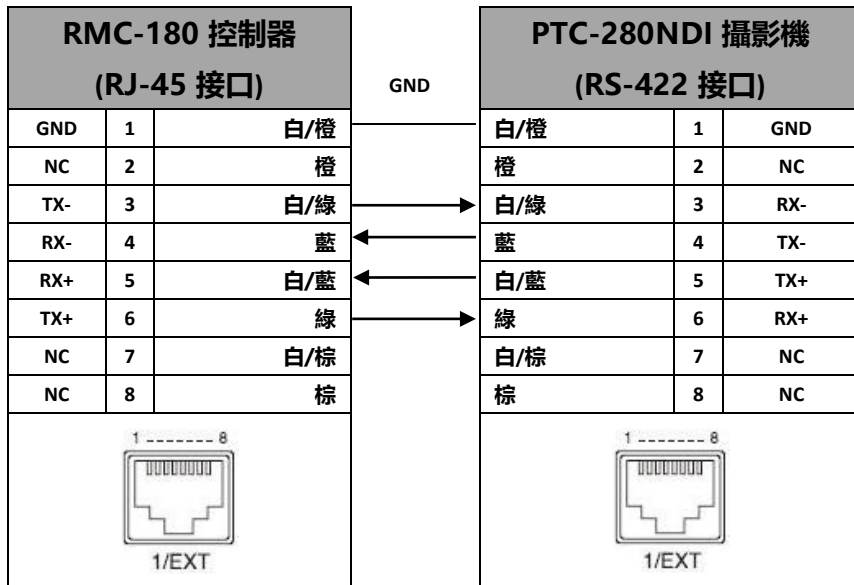 RMC-180 控制器
(RJ-45 接口)
GND
PTC-280NDI 攝影機
(RS-422 接口)
GND 1 白/橙 白/橙 1 GND
NC 2 橙 橙 2 NC
TX- 3 白/綠 白/綠 3 RX-
RX- 4 藍 藍 4 TX-
RX+ 5 白/藍 白/藍 5 TX+
TX+ 6 綠 綠 6 RX+
NC 7 白/棕 白/棕 7 NC
NC 8 棕 棕 8 NC
1 ------- 8
1/EXT
1 ------- 8
1/EXT